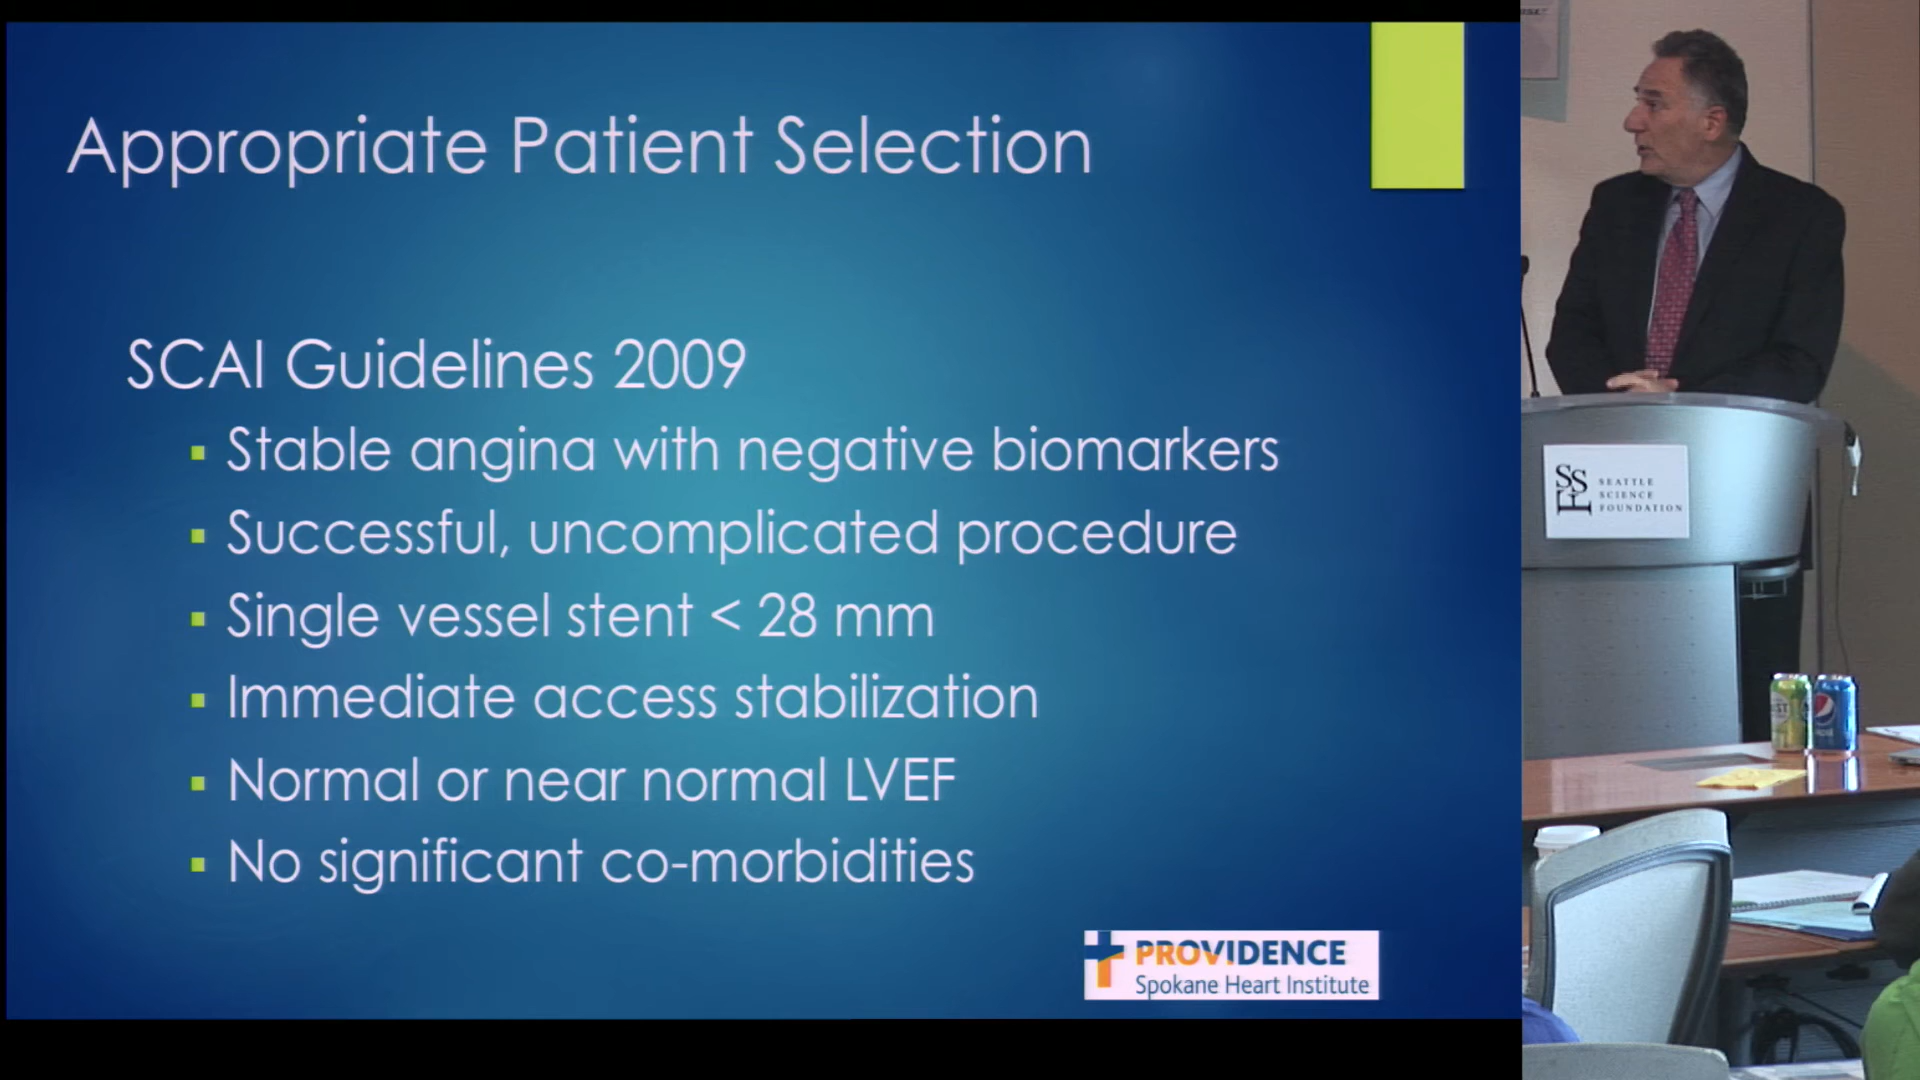 Appropriate Patient Selection
SCAI Guidelines 2009
Stable angina with negative biomarkers
Successful, uncomplicated procedure
Single vessel stent < 28 mm
Immediate access stabilization
Normal or near normal LVEF
No significant co-morbidities
PROVIDENCE
Spokane Heart Institute
SSF
SEATTLE
SCIENCE
FOUNDATION